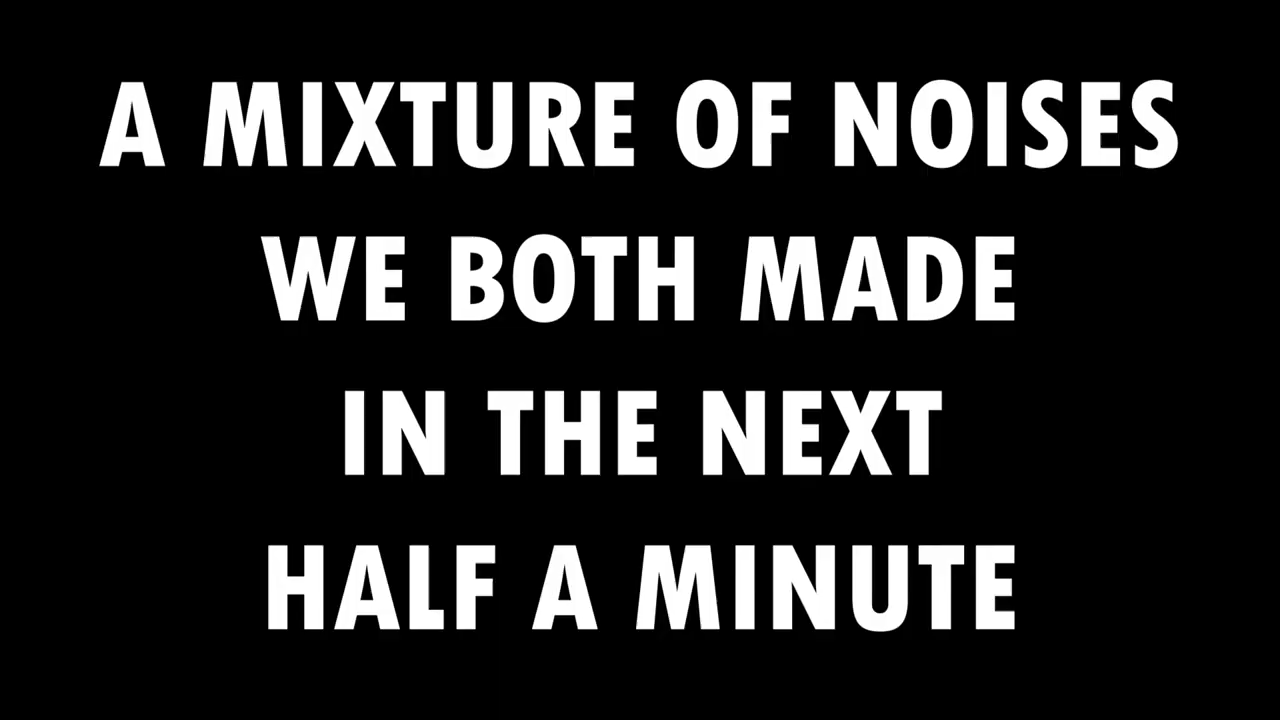 A MIXTURE OF NOISES
WE BOTH MADE
IN THE NEXT
HALF A MINUTE